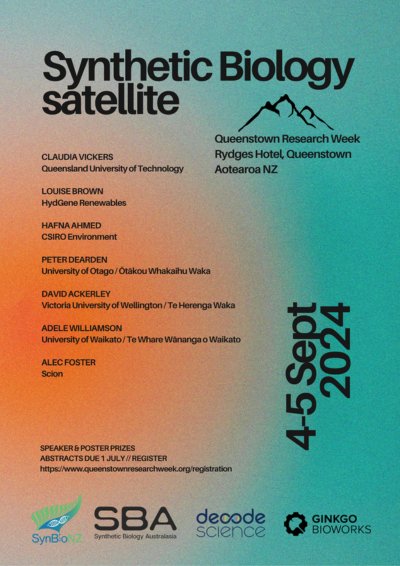 Synthetic Biology
satellite
Queenstown Research Week
Rydges Hotel, Queenstown
Aotearoa NZ
CLAUDIA VICKERS
Queensland University of Technology
LOUISE BROWN
HydGene Renewables
HAFNA AHMED
CSIRO Environment
PETER DEARDEN
University of Otago / Ōtākou Whakaihu Waka
DAVID ACKERLEY
Victoria University of Wellington / Te Herenga Waka
ADELE WILLIAMSON
University of Waikato / Te Whare Wānanga o Waikato
ALEC FOSTER
Scion
4-5 Sept
2024
SPEAKER & POSTER PRIZES
ABSTRACTS DUE 1 JULY // REGISTER
https://www.queenstownresearchweek.org/registration
SynBioNZ
SBA
Synthetic Biology Australasia
decode
science
GINKGO
BIOWORKS